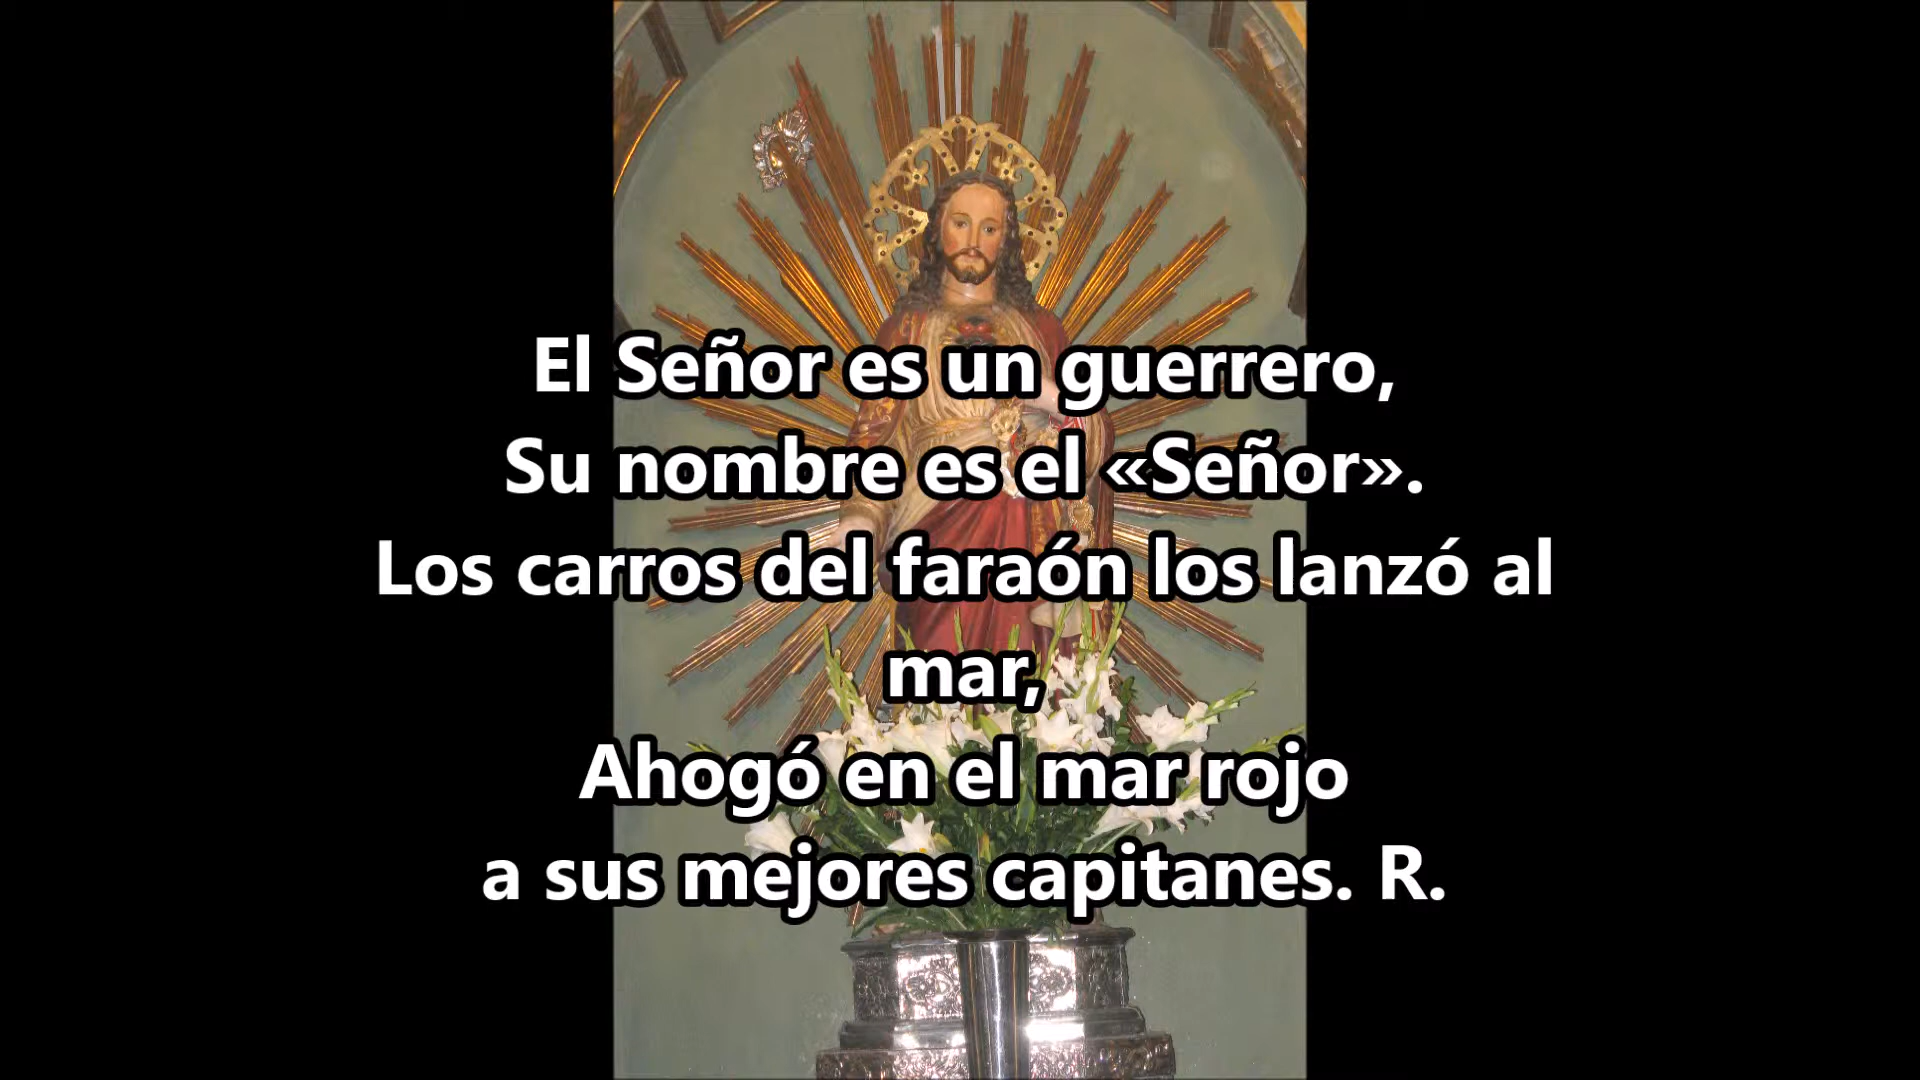 El Señor es un guerrero,
Su nombre es el «Señor».
Los carros del faraón los lanzó al
mar,
Ahogó en el mar rojo
a sus mejores capitanes. R.